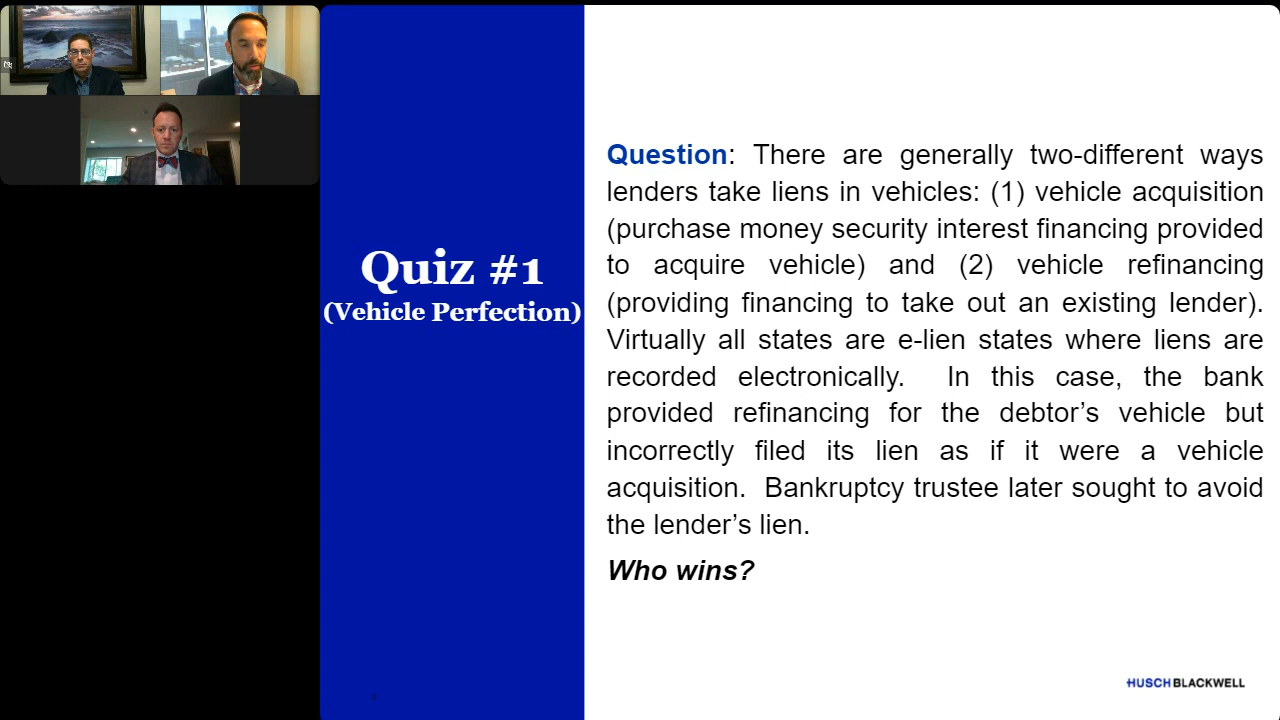 Quiz #1
(Vehicle Perfection)
Question: There are generally two-different ways
lenders take liens in vehicles: (1) vehicle acquisition
(purchase money security interest financing provided
to acquire vehicle) and (2) vehicle refinancing
(providing financing to take out an existing lender).
Virtually all states are e-lien states where liens are
recorded electronically. In this case, the bank
provided refinancing for the debtor’s vehicle but
incorrectly filed its lien as if it were a vehicle
acquisition. Bankruptcy trustee later sought to avoid
the lender’s lien.
Who wins?
HUSCHBLACKWELL